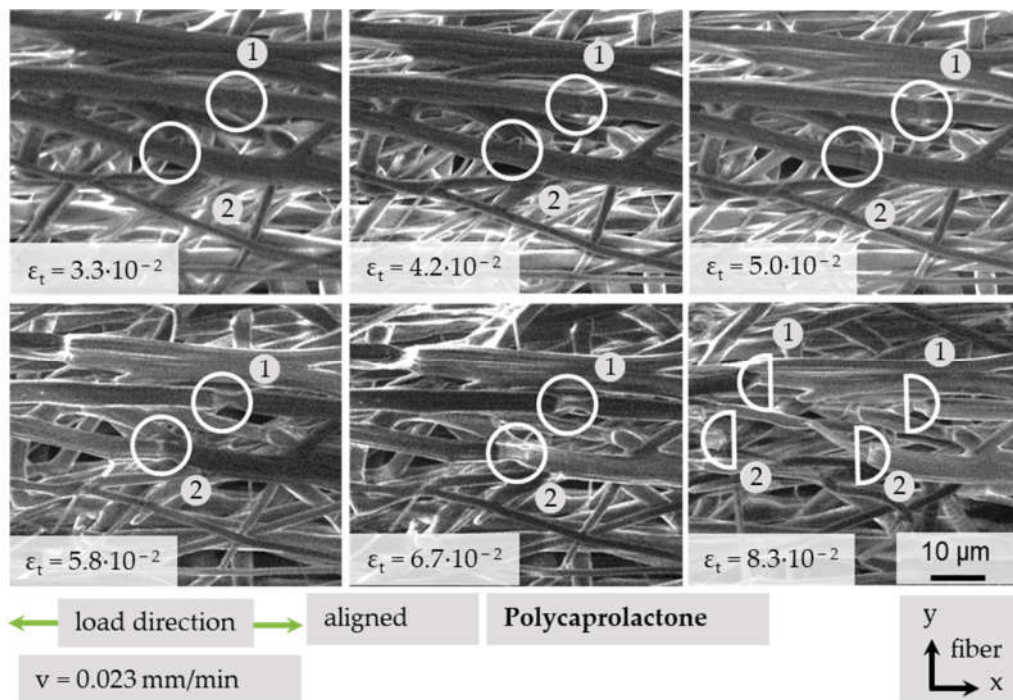 1
1
1
2
2
2
εt = 3.3·10⁻²
εt = 4.2·10⁻²
εt = 5.0·10⁻²
1
1
1
1
2
2
2
2
εt = 5.8·10⁻²
εt = 6.7·10⁻²
εt = 8.3·10⁻²
10 µm
load direction
aligned
Polycaprolactone
v = 0.023 mm/min
y
fiber
x